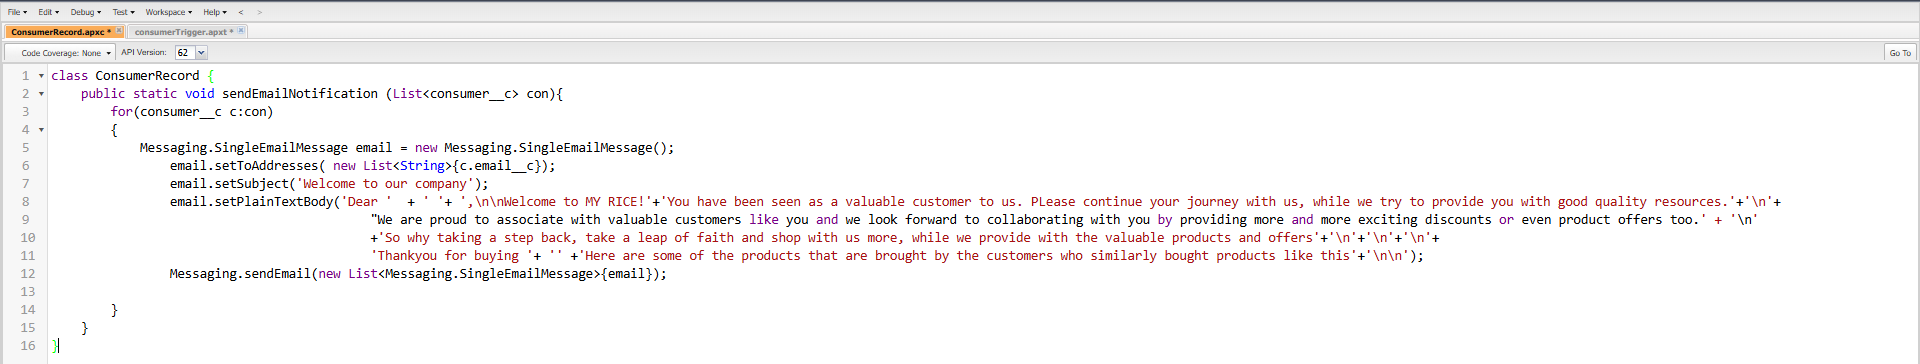 File Edit Debug Test Workspace Help < >
ConsumerRecord.apxc * consumerTrigger.apxt *
Code Coverage: None API Version: 62 Go To
1 class ConsumerRecord {
2 public static void sendEmailNotification (List<consumer__c> con){
3 for(consumer__c c:con)
4 {
5 Messaging.SingleEmailMessage email = new Messaging.SingleEmailMessage();
6 email.setToAddresses( new List<String>{c.email__c});
7 email.setSubject('Welcome to our company');
8 email.setPlainTextBody('Dear '  + ' '+ ',\n\nWelcome to MY RICE!'+'You have been seen as a valuable customer to us. PLease continue your journey with us, while we try to provide you with good quality resources.'+'\n'+
9 "We are proud to associate with valuable customers like you and we look forward to collaborating with you by providing more and more exciting discounts or even product offers too.' + '\n'
10 +'So why taking a step back, take a leap of faith and shop with us more, while we provide with the valuable products and offers'+'\n'+'\n'+'\n'+
11 'Thankyou for buying '+ '' +'Here are some of the products that are brought by the customers who similarly bought products like this'+'\n\n');
12 Messaging.sendEmail(new List<Messaging.SingleEmailMessage>{email});
13
14 }
15 }
16 }